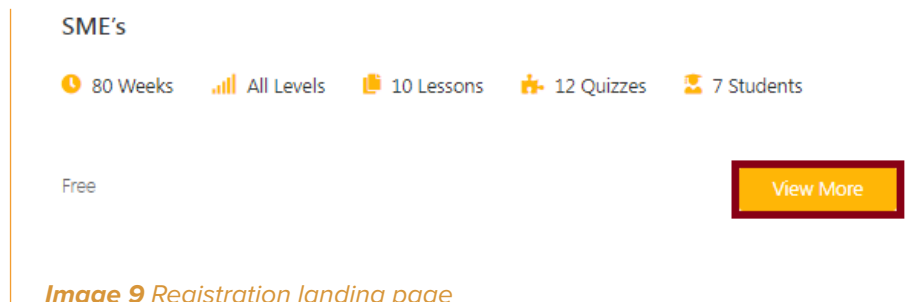 SME's
80 Weeks All Levels 10 Lessons 12 Quizzes 7 Students
Free View More
Image 9 Registration landing page